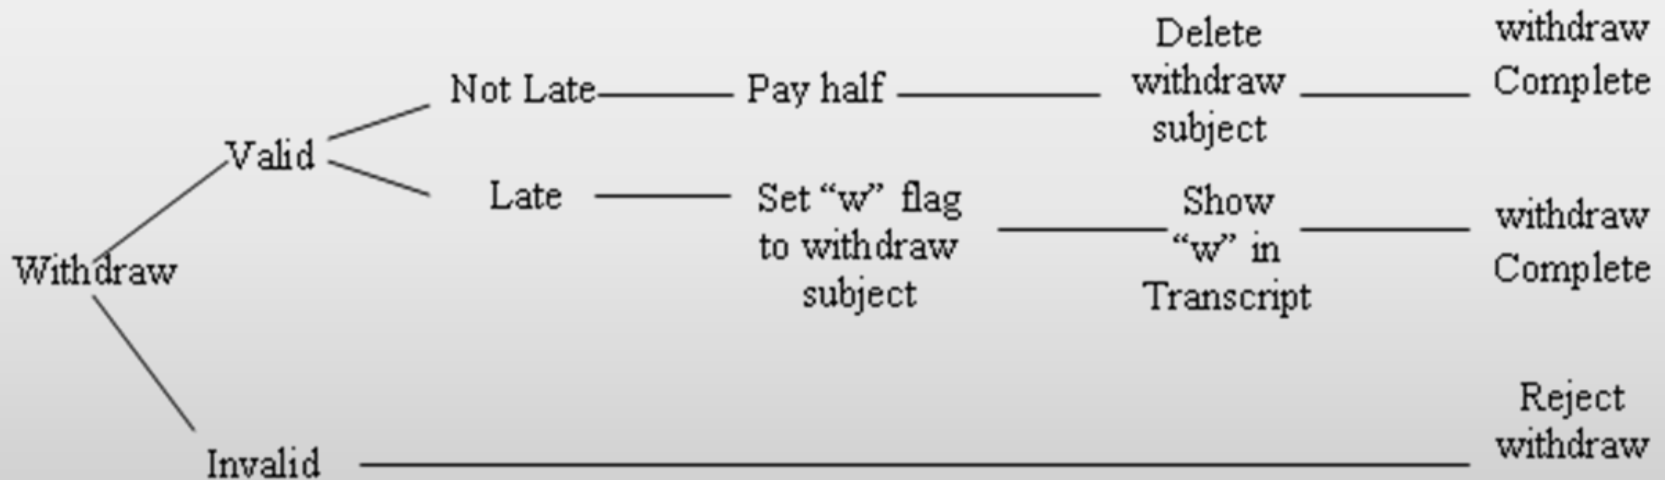 Withdraw
Valid
Not Late
Pay half
Delete
withdraw
subject
withdraw
Complete
Late
Set “w” flag
to withdraw
subject
Show
“w” in
Transcript
withdraw
Complete
Invalid
Reject
withdraw